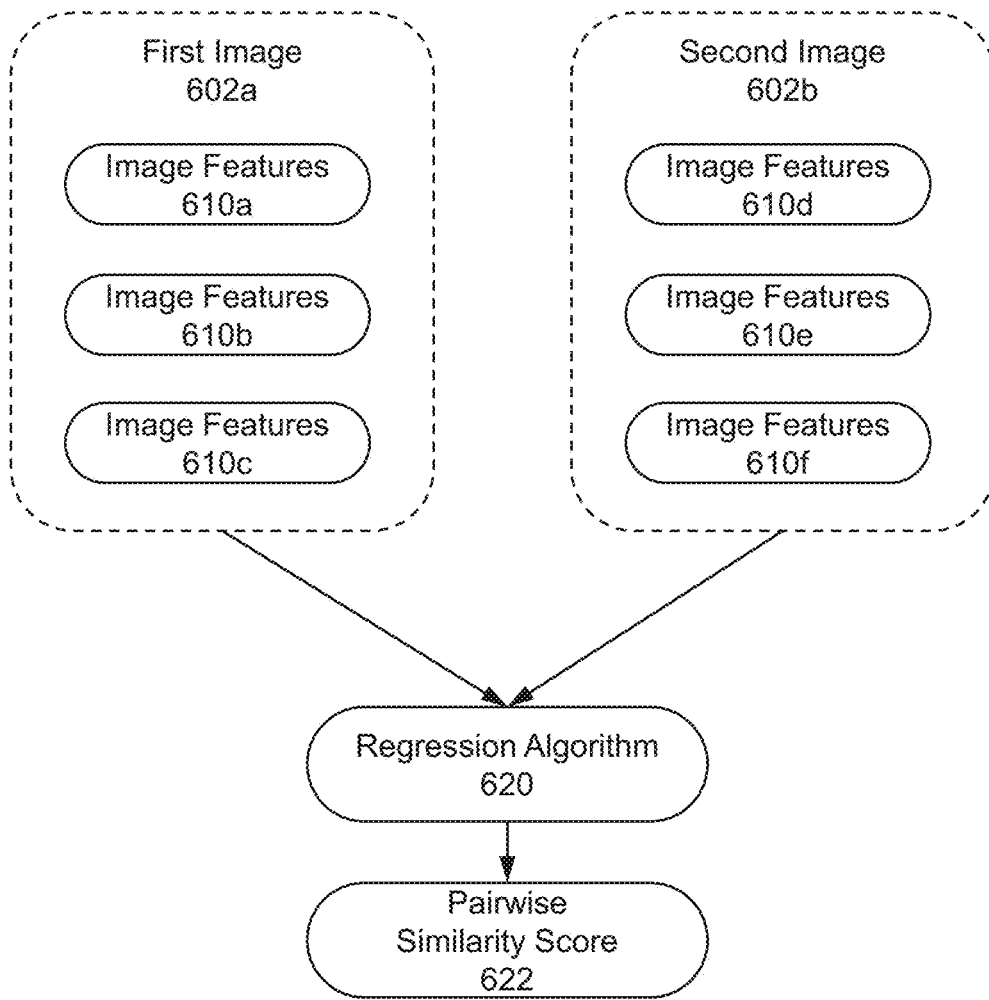 First Image
602a
Image Features
610a
Image Features
610b
Image Features
610c
Second Image
602b
Image Features
610d
Image Features
610e
Image Features
610f
Regression Algorithm
620
Pairwise
Similarity Score
622